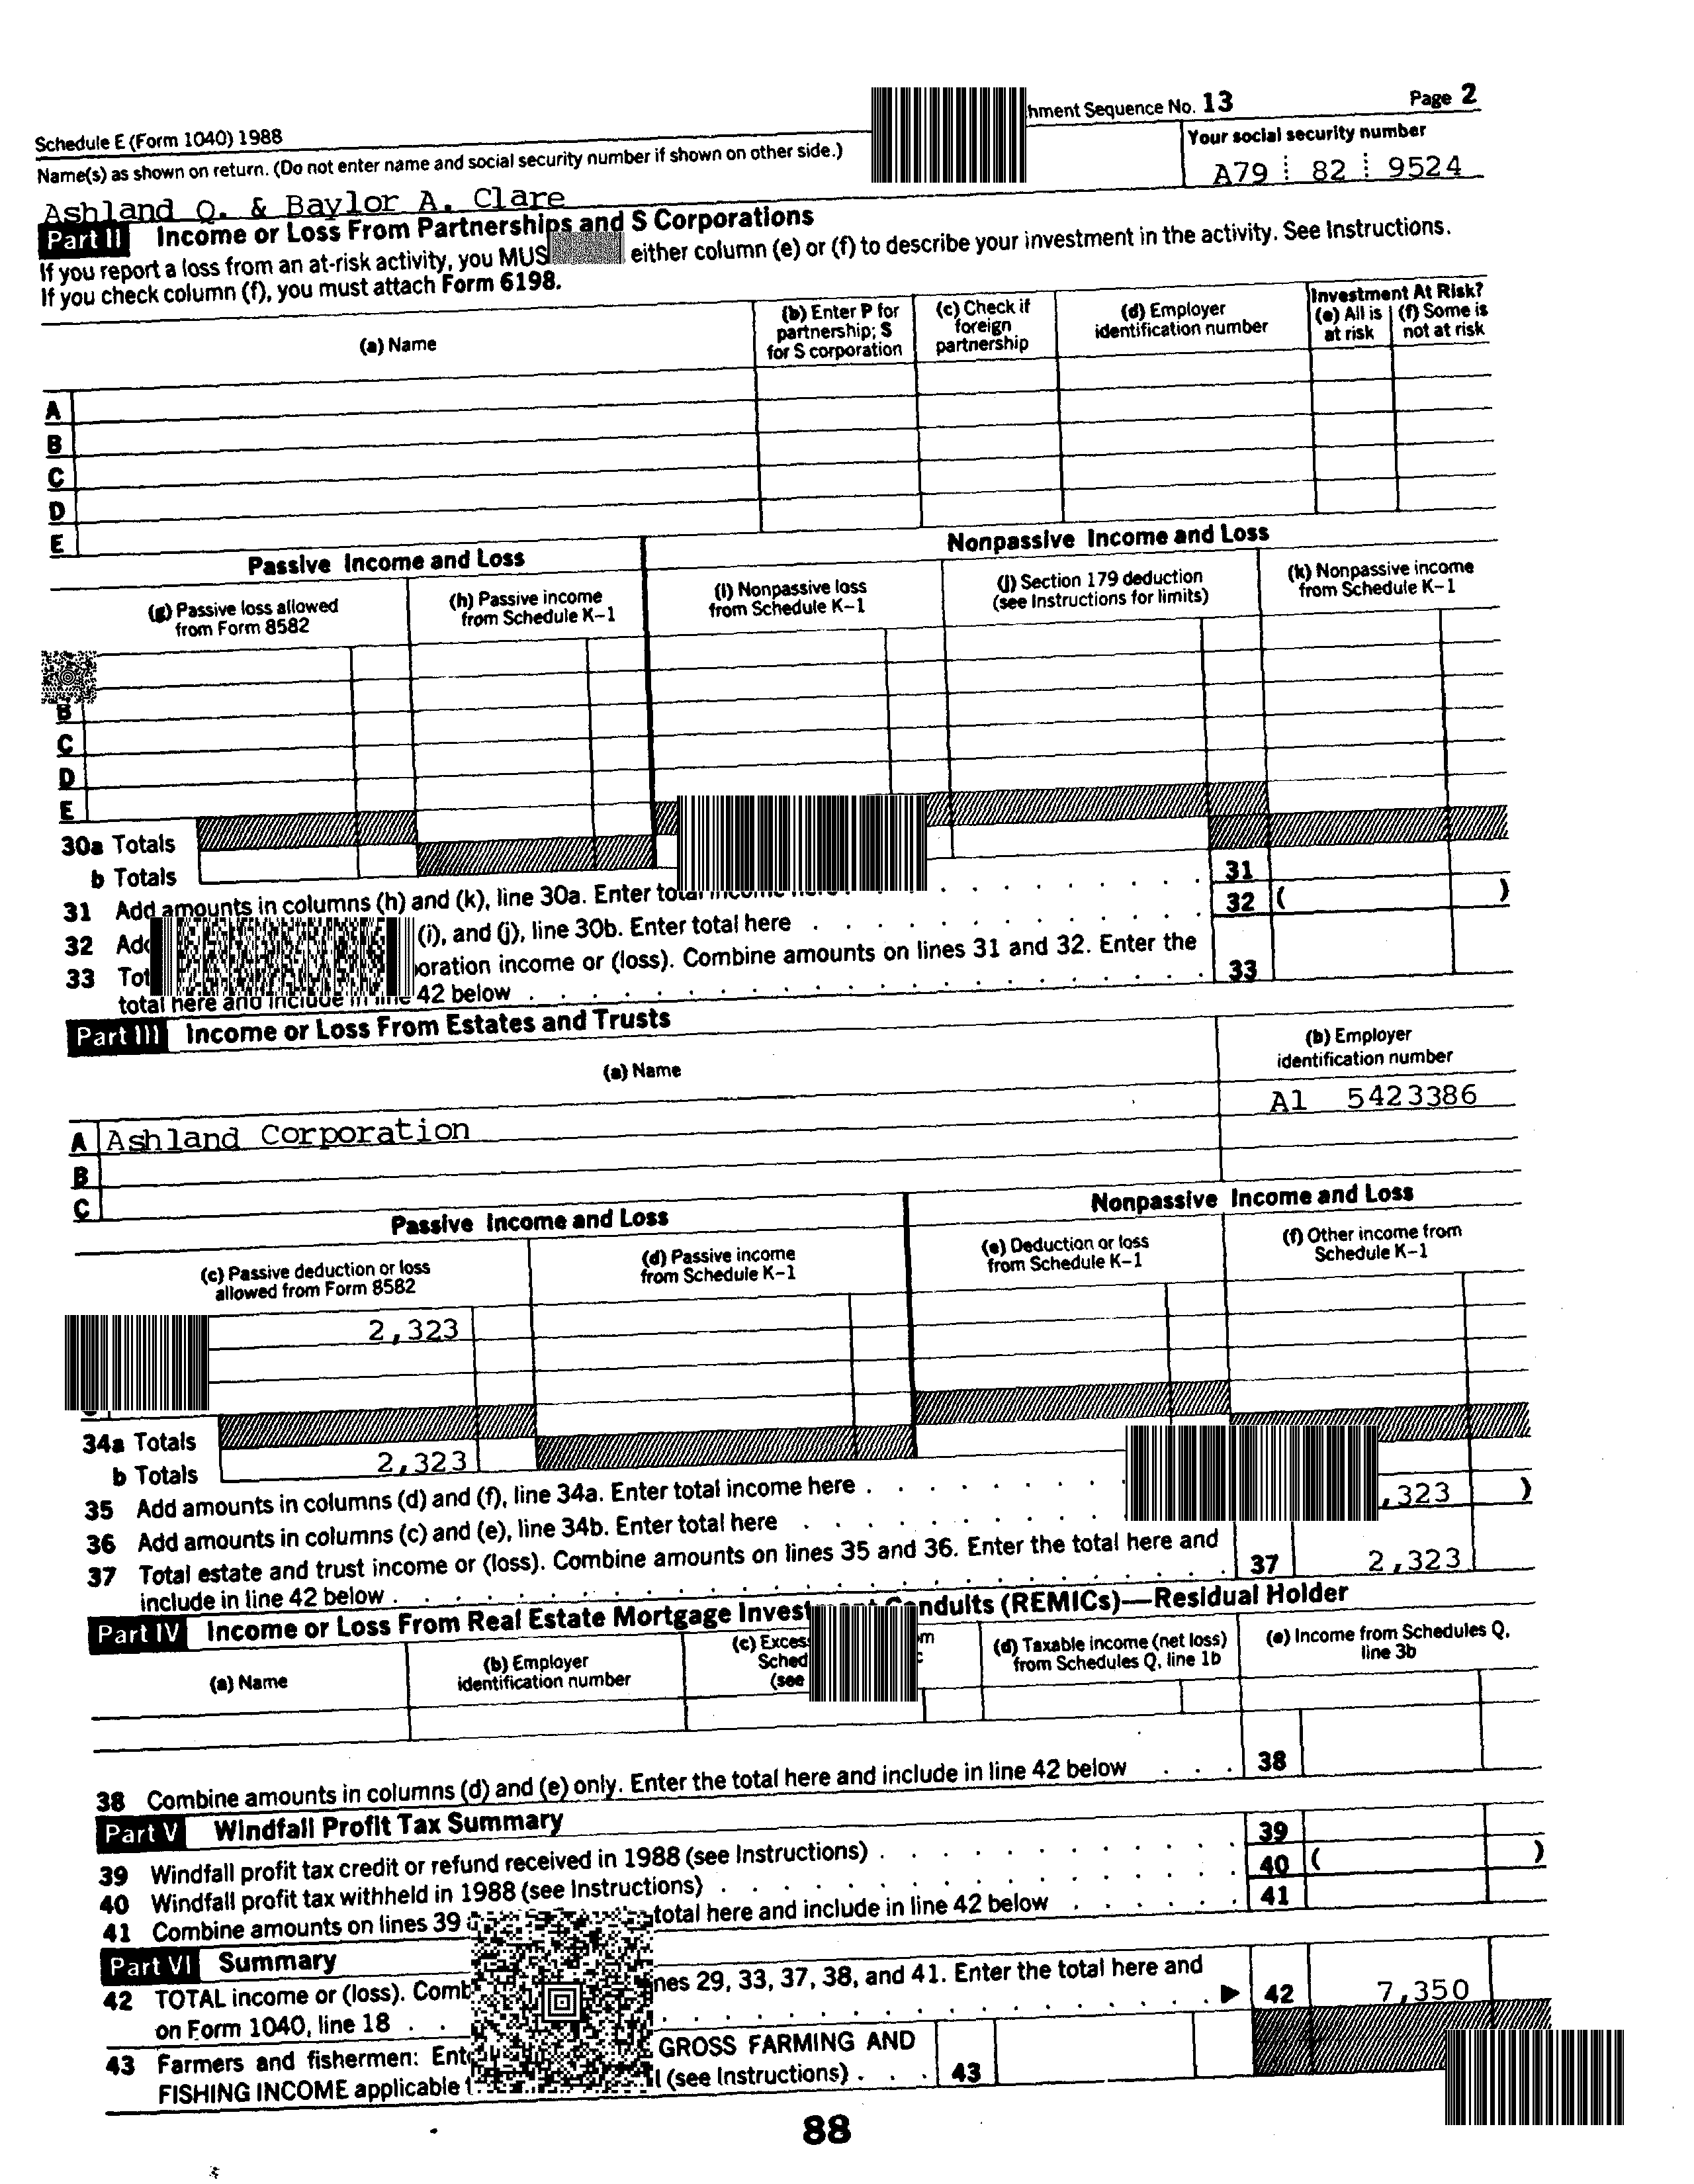 Schedule E (Form 1040) 1988 hment Sequence No. 13 Page 2
Name(s) as shown on return. (Do not enter name and social security number if shown on other side.) Your social security number
Ashland Q. & Baylor A. Clare A79 82 9524
Part II Income or Loss From Partnerships and S Corporations
If you report a loss from an at-risk activity, you MUS either column (e) or (f) to describe your investment in the activity. See Instructions.
If you check column (f), you must attach Form 6198.
(a) Name
(b) Enter P for partnership; S for S corporation
(c) Check if foreign partnership
(d) Employer identification number
Investment At Risk?
(e) All is at risk
(f) Some is not at risk
A
B
C
D
E
Passive Income and Loss
Nonpassive Income and Loss
(g) Passive loss allowed from Form 8582
(h) Passive income from Schedule K-1
(i) Nonpassive loss from Schedule K-1
(j) Section 179 deduction (see Instructions for limits)
(k) Nonpassive income from Schedule K-1
B
C
D
E
30a Totals
b Totals
31 Add amounts in columns (h) and (k), line 30a. Enter total income here 31
32 Add (i), and (j), line 30b. Enter total here 32 ( )
33 Tot oration income or (loss). Combine amounts on lines 31 and 32. Enter the
total here and include in line 42 below 33
Part III Income or Loss From Estates and Trusts
(a) Name
(b) Employer identification number
A Ashland Corporation A1 5423386
B
C
Passive Income and Loss
Nonpassive Income and Loss
(c) Passive deduction or loss allowed from Form 8582
(d) Passive income from Schedule K-1
(e) Deduction or loss from Schedule K-1
(f) Other income from Schedule K-1
2,323
34a Totals
b Totals 2,323
35 Add amounts in columns (d) and (f), line 34a. Enter total income here
36 Add amounts in columns (c) and (e), line 34b. Enter total here ,323 )
37 Total estate and trust income or (loss). Combine amounts on lines 35 and 36. Enter the total here and
include in line 42 below 37 2,323
Part IV Income or Loss From Real Estate Mortgage Investment Conduits (REMICs)—Residual Holder
(a) Name
(b) Employer identification number
(c) Excess Sched (see
(d) Taxable income (net loss) from Schedules Q, line 1b
(e) Income from Schedules Q, line 3b
38 Combine amounts in columns (d) and (e) only. Enter the total here and include in line 42 below 38
Part V Windfall Profit Tax Summary
39 Windfall profit tax credit or refund received in 1988 (see Instructions) 39
40 Windfall profit tax withheld in 1988 (see Instructions) 40 ( )
41 Combine amounts on lines 39 total here and include in line 42 below 41
Part VI Summary
42 TOTAL income or (loss). Comb nes 29, 33, 37, 38, and 41. Enter the total here and
on Form 1040, line 18 ▶ 42 7,350
43 Farmers and fishermen: Ent GROSS FARMING AND
FISHING INCOME applicable t (see Instructions) 43
88